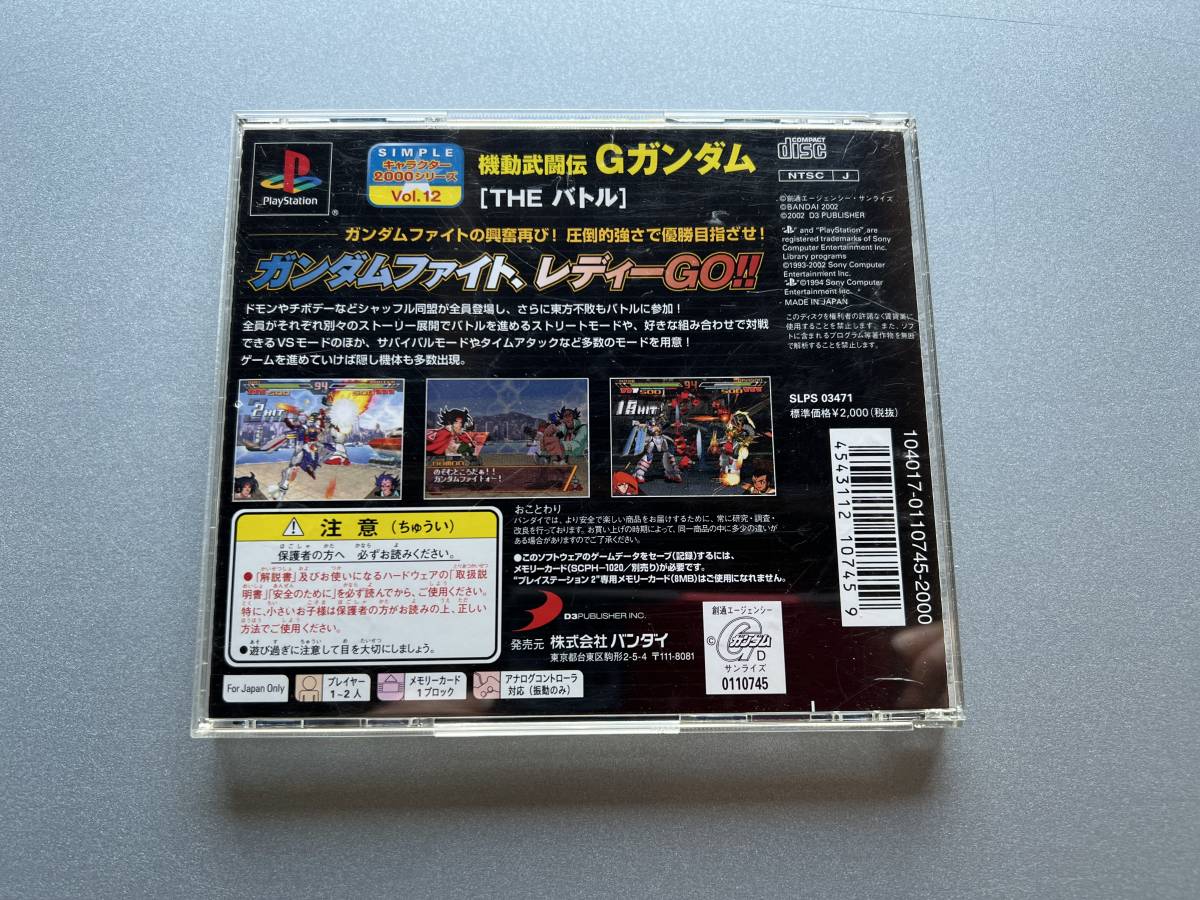 PlayStation
®
SIMPLE
キャラクター
2000シリーズ
Vol.12
機動武闘伝 Gガンダム
[THE バトル]
COMPACT
disc
NTSC J
©創通エージェンシー・サンライズ
©BANDAI 2002
©2002 D3 PUBLISHER
and "PlayStation" are
registered trademarks of Sony
Computer Entertainment Inc.
Library programs
©1993-2002 Sony Computer
Entertainment Inc.
©1994 Sony Computer
Entertainment Inc.
MADE IN JAPAN
このディスクを権利者の許諾なく賃貸業に
使用することを禁止します。また、ソフ
トに含まれるプログラム等著作物を無断
で解析することを禁止します。
ガンダムファイトの興奮再び! 圧倒的強さで優勝目指ざせ!
ガンダムファイト、レディーGO!!
ドモンやチボデーなどシャッフル同盟が全員登場し、さらに東方不敗もバトルに参加!
全員がそれぞれ別々のストーリー展開でバトルを進めるストリートモードや、好きな組み合わせで対戦
できるVSモードのほか、サバイバルモードやタイムアタックなど多数のモードを用意!
ゲームを進めていけば隠し機体も多数出現。
500 94 500
2HIT
DOMON
のぞむところだぁ!!
ガンダムファイトォー!
500 94 500
18HIT
SLPS 03471
標準価格¥2,000(税抜)
4543112 10745 9
104017-0110745-2000
注意(ちゅうい)
保護者の方へ 必ずお読みください。
●「解説書」及びお使いになるハードウェアの「取扱説
明書」「安全のために」を必ず読んでから、ご使用ください。
特に、小さいお子様は保護者の方がお読みの上、正しい
方法でご使用ください。
●遊び過ぎに注意して目を大切にしましょう。
おことわり
バンダイでは、より安全で楽しい商品をお届けするために、常に研究・調査・
改良を行っております。お買い上げの時期によって、同一商品の中に多少の違いが
ある場合がありますのでご了承ください。
●このソフトウェアのゲームデータをセーブ(記録)するには、
メモリーカード(SCPH-1020/別売り)が必要です。
"プレイステーション 2"専用メモリーカード(8MB)はご使用になれません。
D3PUBLISHER INC.
発売元 株式会社 バンダイ
東京都台東区駒形2-5-4 〒111-8081
創通エージェンシー
©
ガンダム
G D
サンライズ
0110745
For Japan Only
プレイヤー
1~2人
メモリーカード
1ブロック
アナログコントローラ
対応(振動のみ)